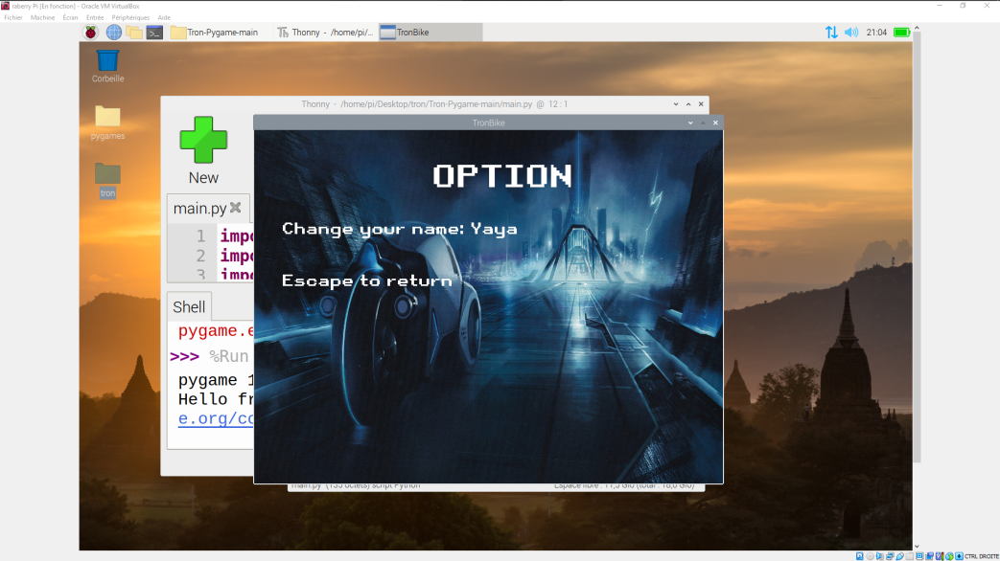 raberry Pi [En fonction] - Oracle VM VirtualBox
Fichier Machine Écran Entrée Périphériques Aide
Tron-Pygame-main
Thonny - /home/pi/...
TronBike
21:04
Corbeille
pygames
tron
Thonny - /home/pi/Desktop/tron/Tron-Pygame-main/main.py @ 12 : 1
New
main.py
1 impo
2 impo
3 impo
Shell
pygame.e
>>> %Run
pygame 1
Hello fr
e.org/co
TronBike
OPTION
Change your name: Yaya
Escape to return
main.py (135 octets) script Python
Espace libre : 11,5 Gio (total : 18,6 Gio)
CTRL DROITE